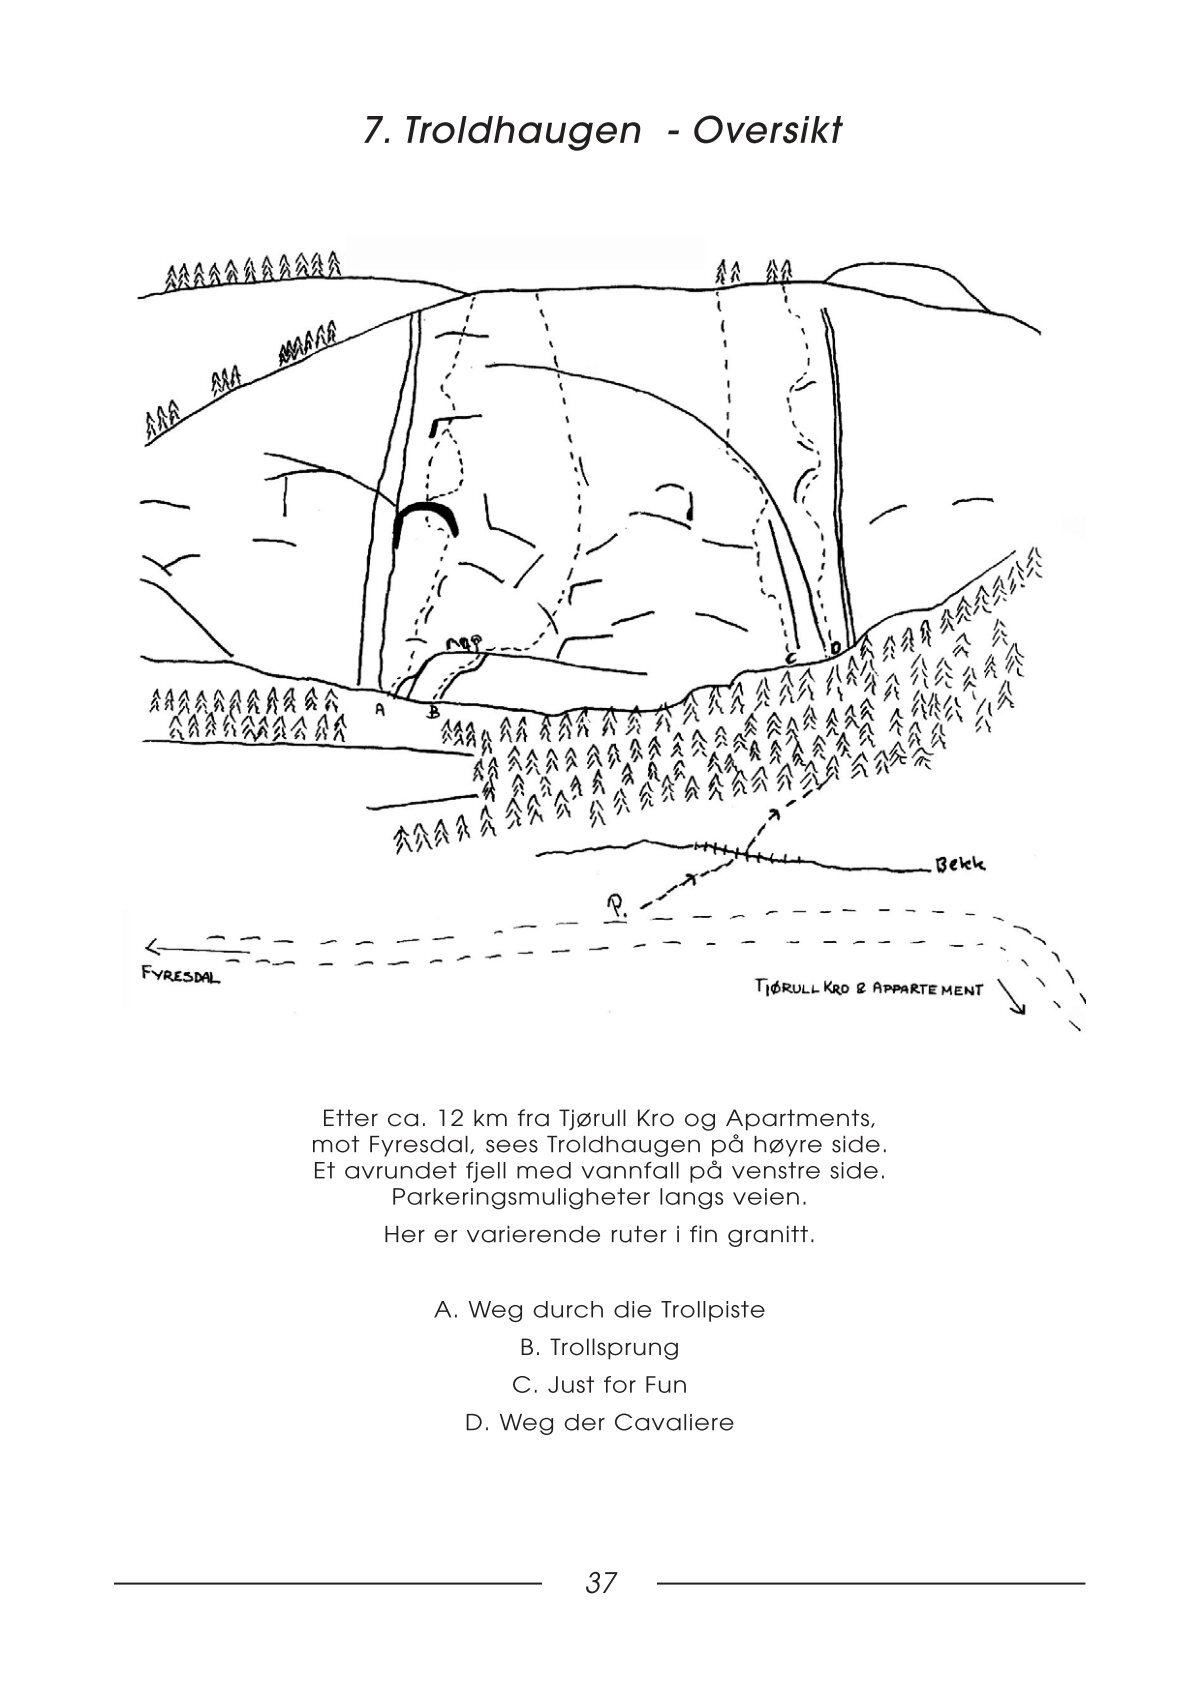 7. Troldhaugen - Oversikt
A
B
C
D
Bekk
P.
FYRESDAL
TJØRULL KRO & APPARTEMENT
Etter ca. 12 km fra Tjørull Kro og Apartments,
mot Fyresdal, sees Troldhaugen på høyre side.
Et avrundet fjell med vannfall på venstre side.
Parkeringsmuligheter langs veien.
Her er varierende ruter i fin granitt.
A. Weg durch die Trollpiste
B. Trollsprung
C. Just for Fun
D. Weg der Cavaliere
37